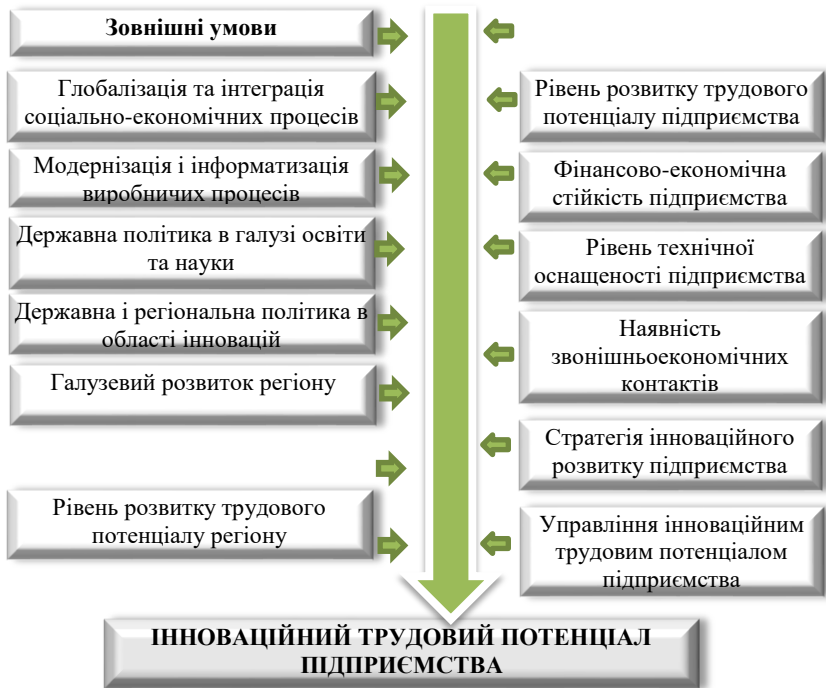 Зовнішні умови
Глобалізація та інтеграція
соціально-економічних процесів
Модернізація і інформатизація
виробничих процесів
Державна політика в галузі освіти
та науки
Державна і регіональна політика в
області інновацій
Галузевий розвиток регіону
Рівень розвитку трудового
потенціалу регіону
Рівень розвитку трудового
потенціалу підприємства
Фінансово-економічна
стійкість підприємства
Рівень технічної
оснащеності підприємства
Наявність
звонішньоекономічних
контактів
Стратегія інноваційного
розвитку підприємства
Управління інноваційним
трудовим потенціалом
підприємства
ІННОВАЦІЙНИЙ ТРУДОВИЙ ПОТЕНЦІАЛ
ПІДПРИЄМСТВА